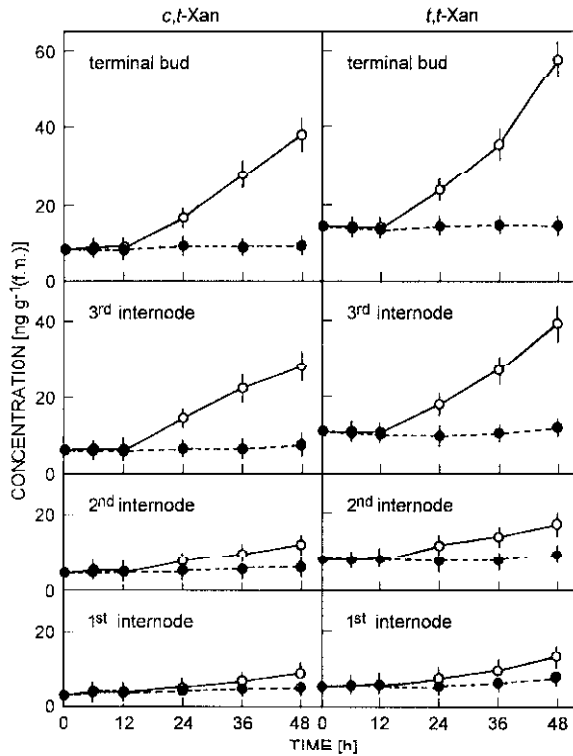 c,t-Xan t,t-Xan
60
terminal bud terminal bud
40
20
0
3rd internode 3rd internode
40
20
0
2nd internode 2nd internode
20
0
1st internode 1st internode
20
0
0 12 24 36 48 0 12 24 36 48
TIME [h]
CONCENTRATION [ng g-1(f.m.)]